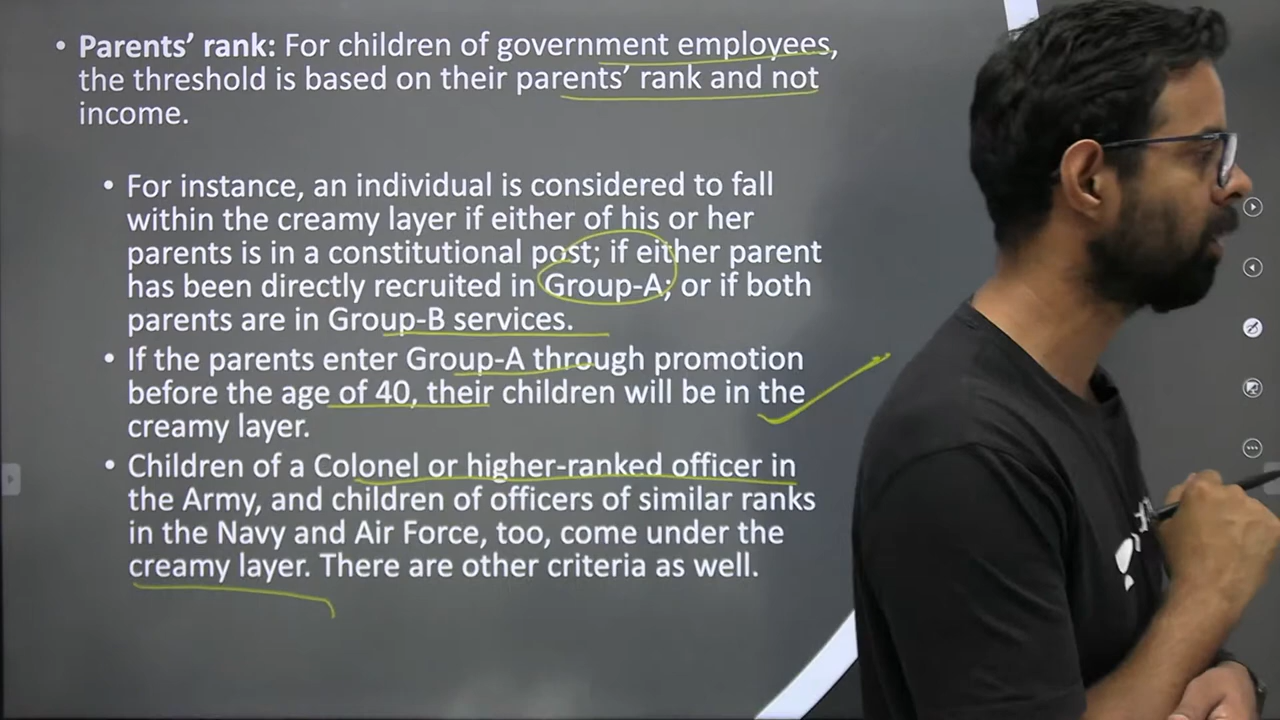 • Parents’ rank: For children of government employees,
the threshold is based on their parents’ rank and not
income.
• For instance, an individual is considered to fall
within the creamy layer if either of his or her
parents is in a constitutional post; if either parent
has been directly recruited in Group-A; or if both
parents are in Group-B services.
• If the parents enter Group-A through promotion
before the age of 40, their children will be in the
creamy layer.
• Children of a Colonel or higher-ranked officer in
the Army, and children of officers of similar ranks
in the Navy and Air Force, too, come under the
creamy layer. There are other criteria as well.